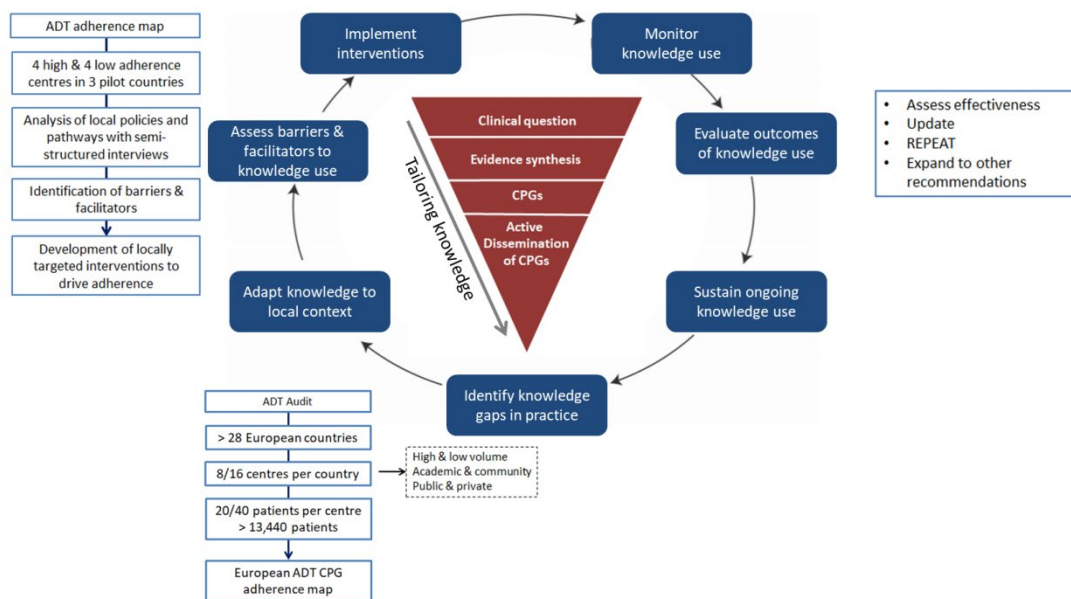 ADT adherence map
4 high & 4 low adherence
centres in 3 pilot countries
Analysis of local policies and
pathways with semi-
structured interviews
Identification of barriers &
facilitators
Development of locally
targeted interventions to
drive adherence
Implement
interventions
Monitor
knowledge use
Assess barriers &
facilitators to
knowledge use
Evaluate outcomes
of knowledge use
Adapt knowledge to
local context
Sustain ongoing
knowledge use
Identify knowledge
gaps in practice
Tailoring knowledge
Clinical question
Evidence synthesis
CPGs
Active
Dissemination
of CPGs
• Assess effectiveness
• Update
• REPEAT
• Expand to other
recommendations
ADT Audit
> 28 European countries
8/16 centres per country
High & low volume
Academic & community
Public & private
20/40 patients per centre
> 13,440 patients
European ADT CPG
adherence map